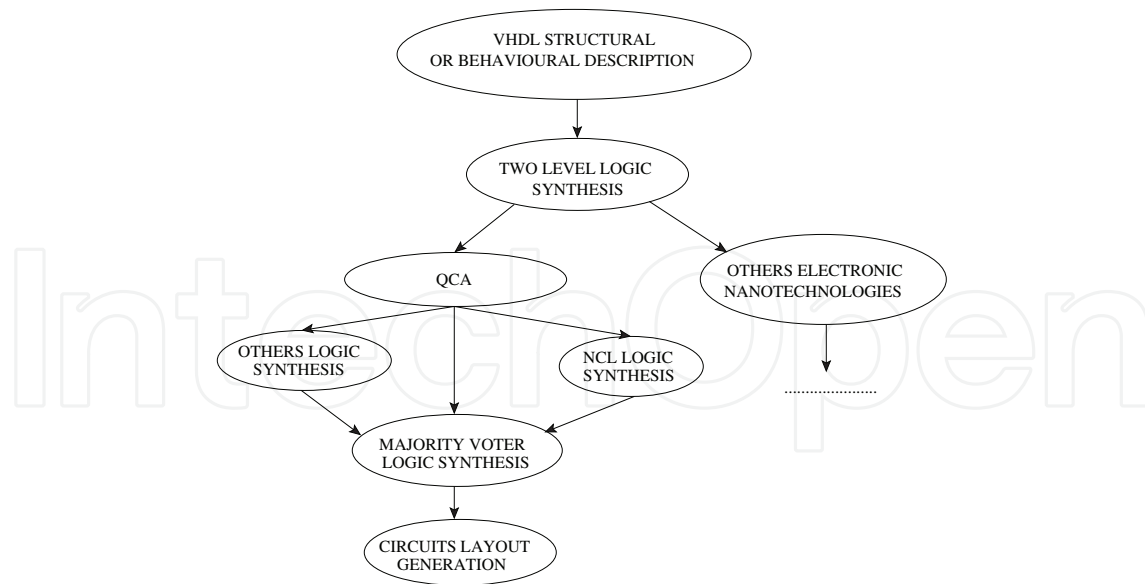 VHDL STRUCTURAL
OR BEHAVIOURAL DESCRIPTION
TWO LEVEL LOGIC
SYNTHESIS
QCA
OTHERS ELECTRONIC
NANOTECHNOLOGIES
OTHERS LOGIC
SYNTHESIS
NCL LOGIC
SYNTHESIS
.......................
MAJORITY VOTER
LOGIC SYNTHESIS
CIRCUITS LAYOUT
GENERATION
IntechOpen